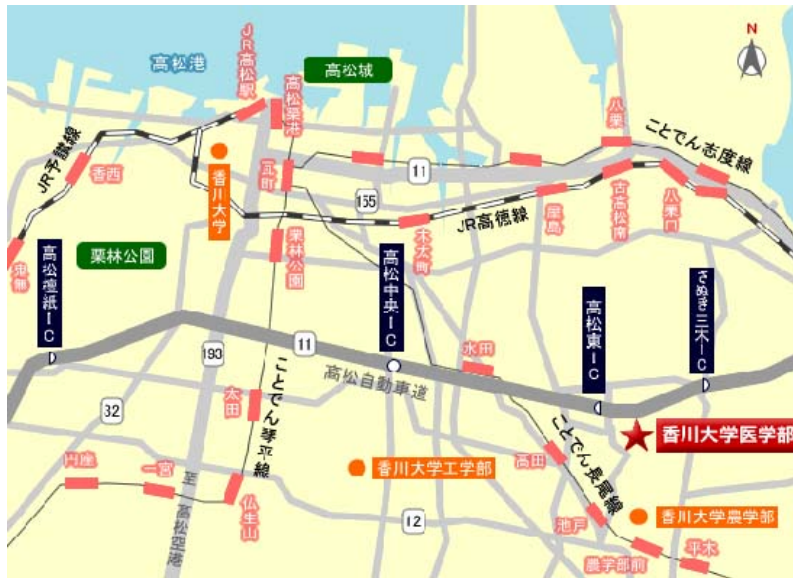 N
高松港
JR高松駅
高松城
高松築港
八栗
ことでん志度線
JR予讃線
香西
香川大学
瓦町
11
155
JR高徳線
屋島
古高松南
八栗口
鬼無
高松檀紙IC
栗林公園
栗林公園
高松中央IC
木太町
高松東IC
さぬき三木IC
193
11
高松自動車道
水田
32
太田
ことでん琴平線
香川大学医学部
円座
一宮
仏生山
香川大学工学部
高田
ことでん長尾線
至高松空港
12
池戸
香川大学農学部
農学部前
平木